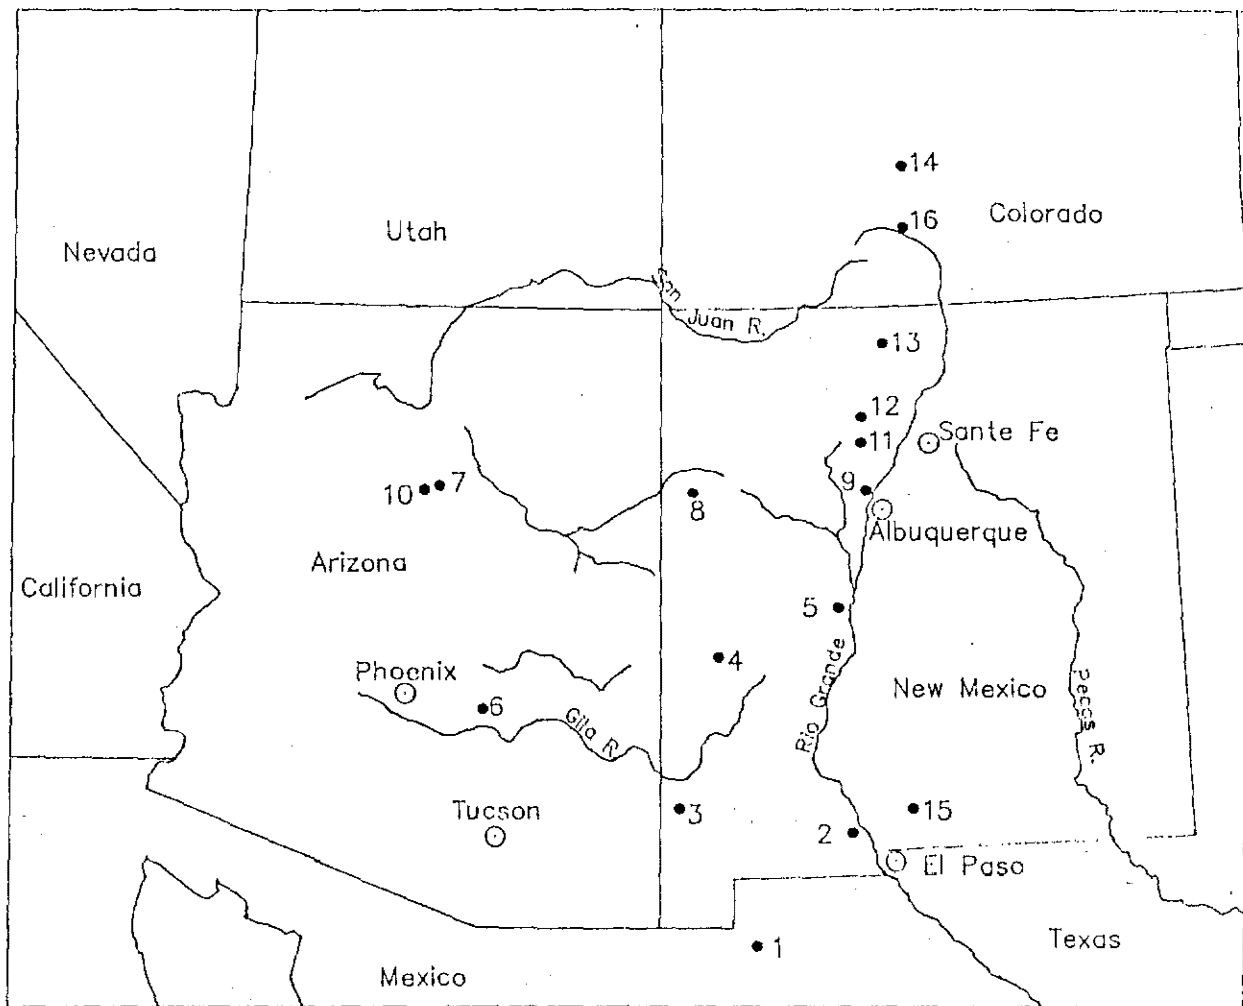 14
Colorado
16
Utah
Nevada
San
Juan R.
13
12
Sante Fe
11
10
7
9
8
Albuquerque
Arizona
California
5
4
Phoenix
New Mexico
6
Rio Grande
Pecos R.
Gila R
Tucson
3
15
2
El Paso
Texas
1
Mexico